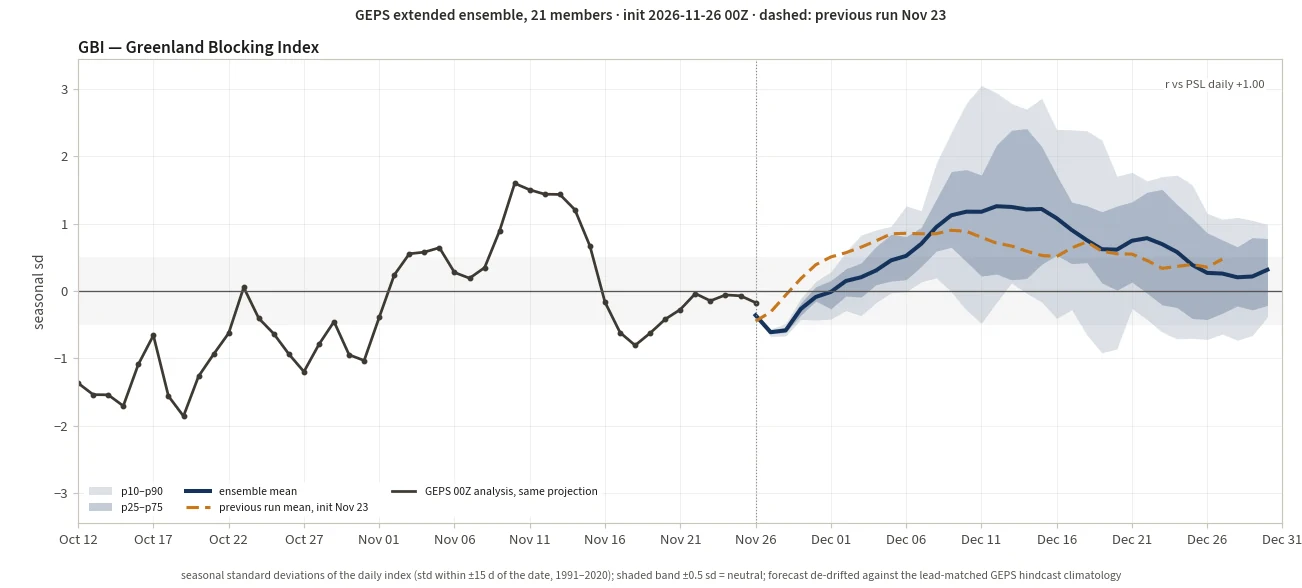 GEPS extended ensemble, 21 members · init 2026-11-26 00Z · dashed: previous run Nov 23
GBI — Greenland Blocking Index
r vs PSL daily +1.00
seasonal sd
3
2
1
0
−1
−2
−3
p10–p90
ensemble mean
GEPS 00Z analysis, same projection
p25–p75
previous run mean, init Nov 23
Oct 12
Oct 17
Oct 22
Oct 27
Nov 01
Nov 06
Nov 11
Nov 16
Nov 21
Nov 26
Dec 01
Dec 06
Dec 11
Dec 16
Dec 21
Dec 26
Dec 31
seasonal standard deviations of the daily index (std within ±15 d of the date, 1991–2020); shaded band ±0.5 sd = neutral; forecast de-drifted against the lead-matched GEPS hindcast climatology